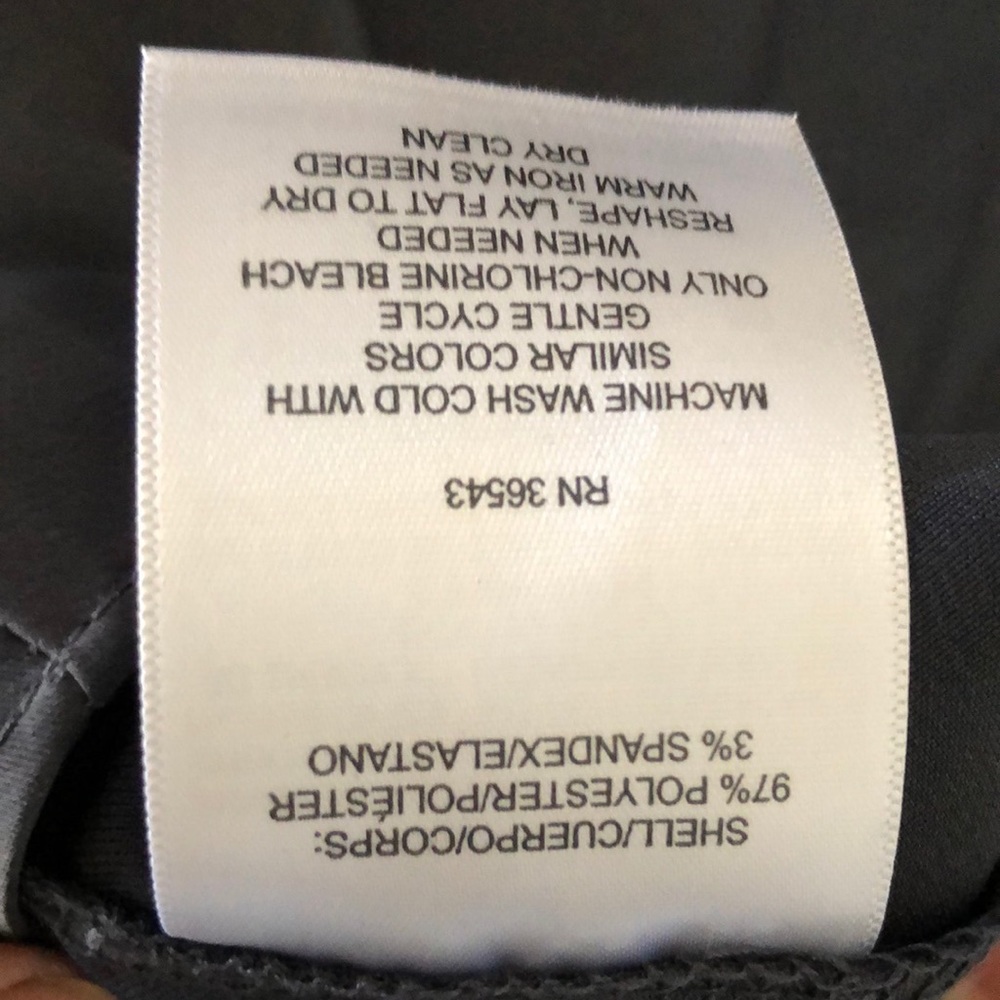 SHELL/CUERPO/CORPS:
97% POLYESTER/POLIÉSTER
3% SPANDEX/ELASTANO
RN 36543
MACHINE WASH COLD WITH
SIMILAR COLORS
GENTLE CYCLE
ONLY NON-CHLORINE BLEACH
WHEN NEEDED
RESHAPE, LAY FLAT TO DRY
WARM IRON AS NEEDED
DRY CLEAN